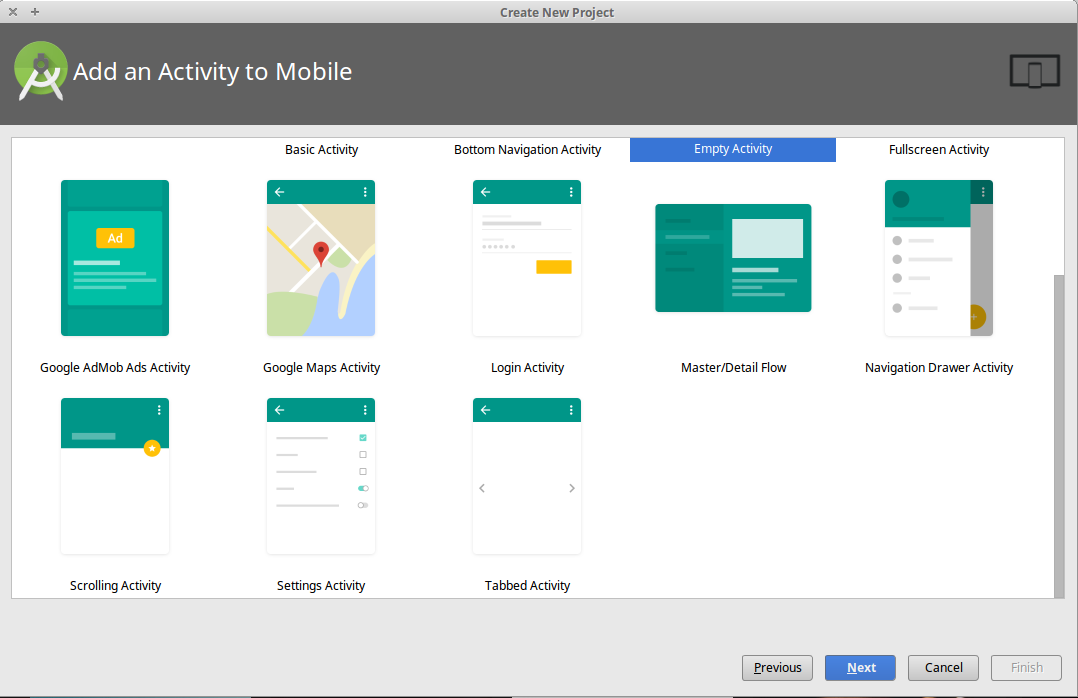 Create New Project
Add an Activity to Mobile
Basic Activity
Bottom Navigation Activity
Empty Activity
Fullscreen Activity
Ad
Google AdMob Ads Activity
Google Maps Activity
Login Activity
Master/Detail Flow
Navigation Drawer Activity
Scrolling Activity
Settings Activity
Tabbed Activity
Previous
Next
Cancel
Finish